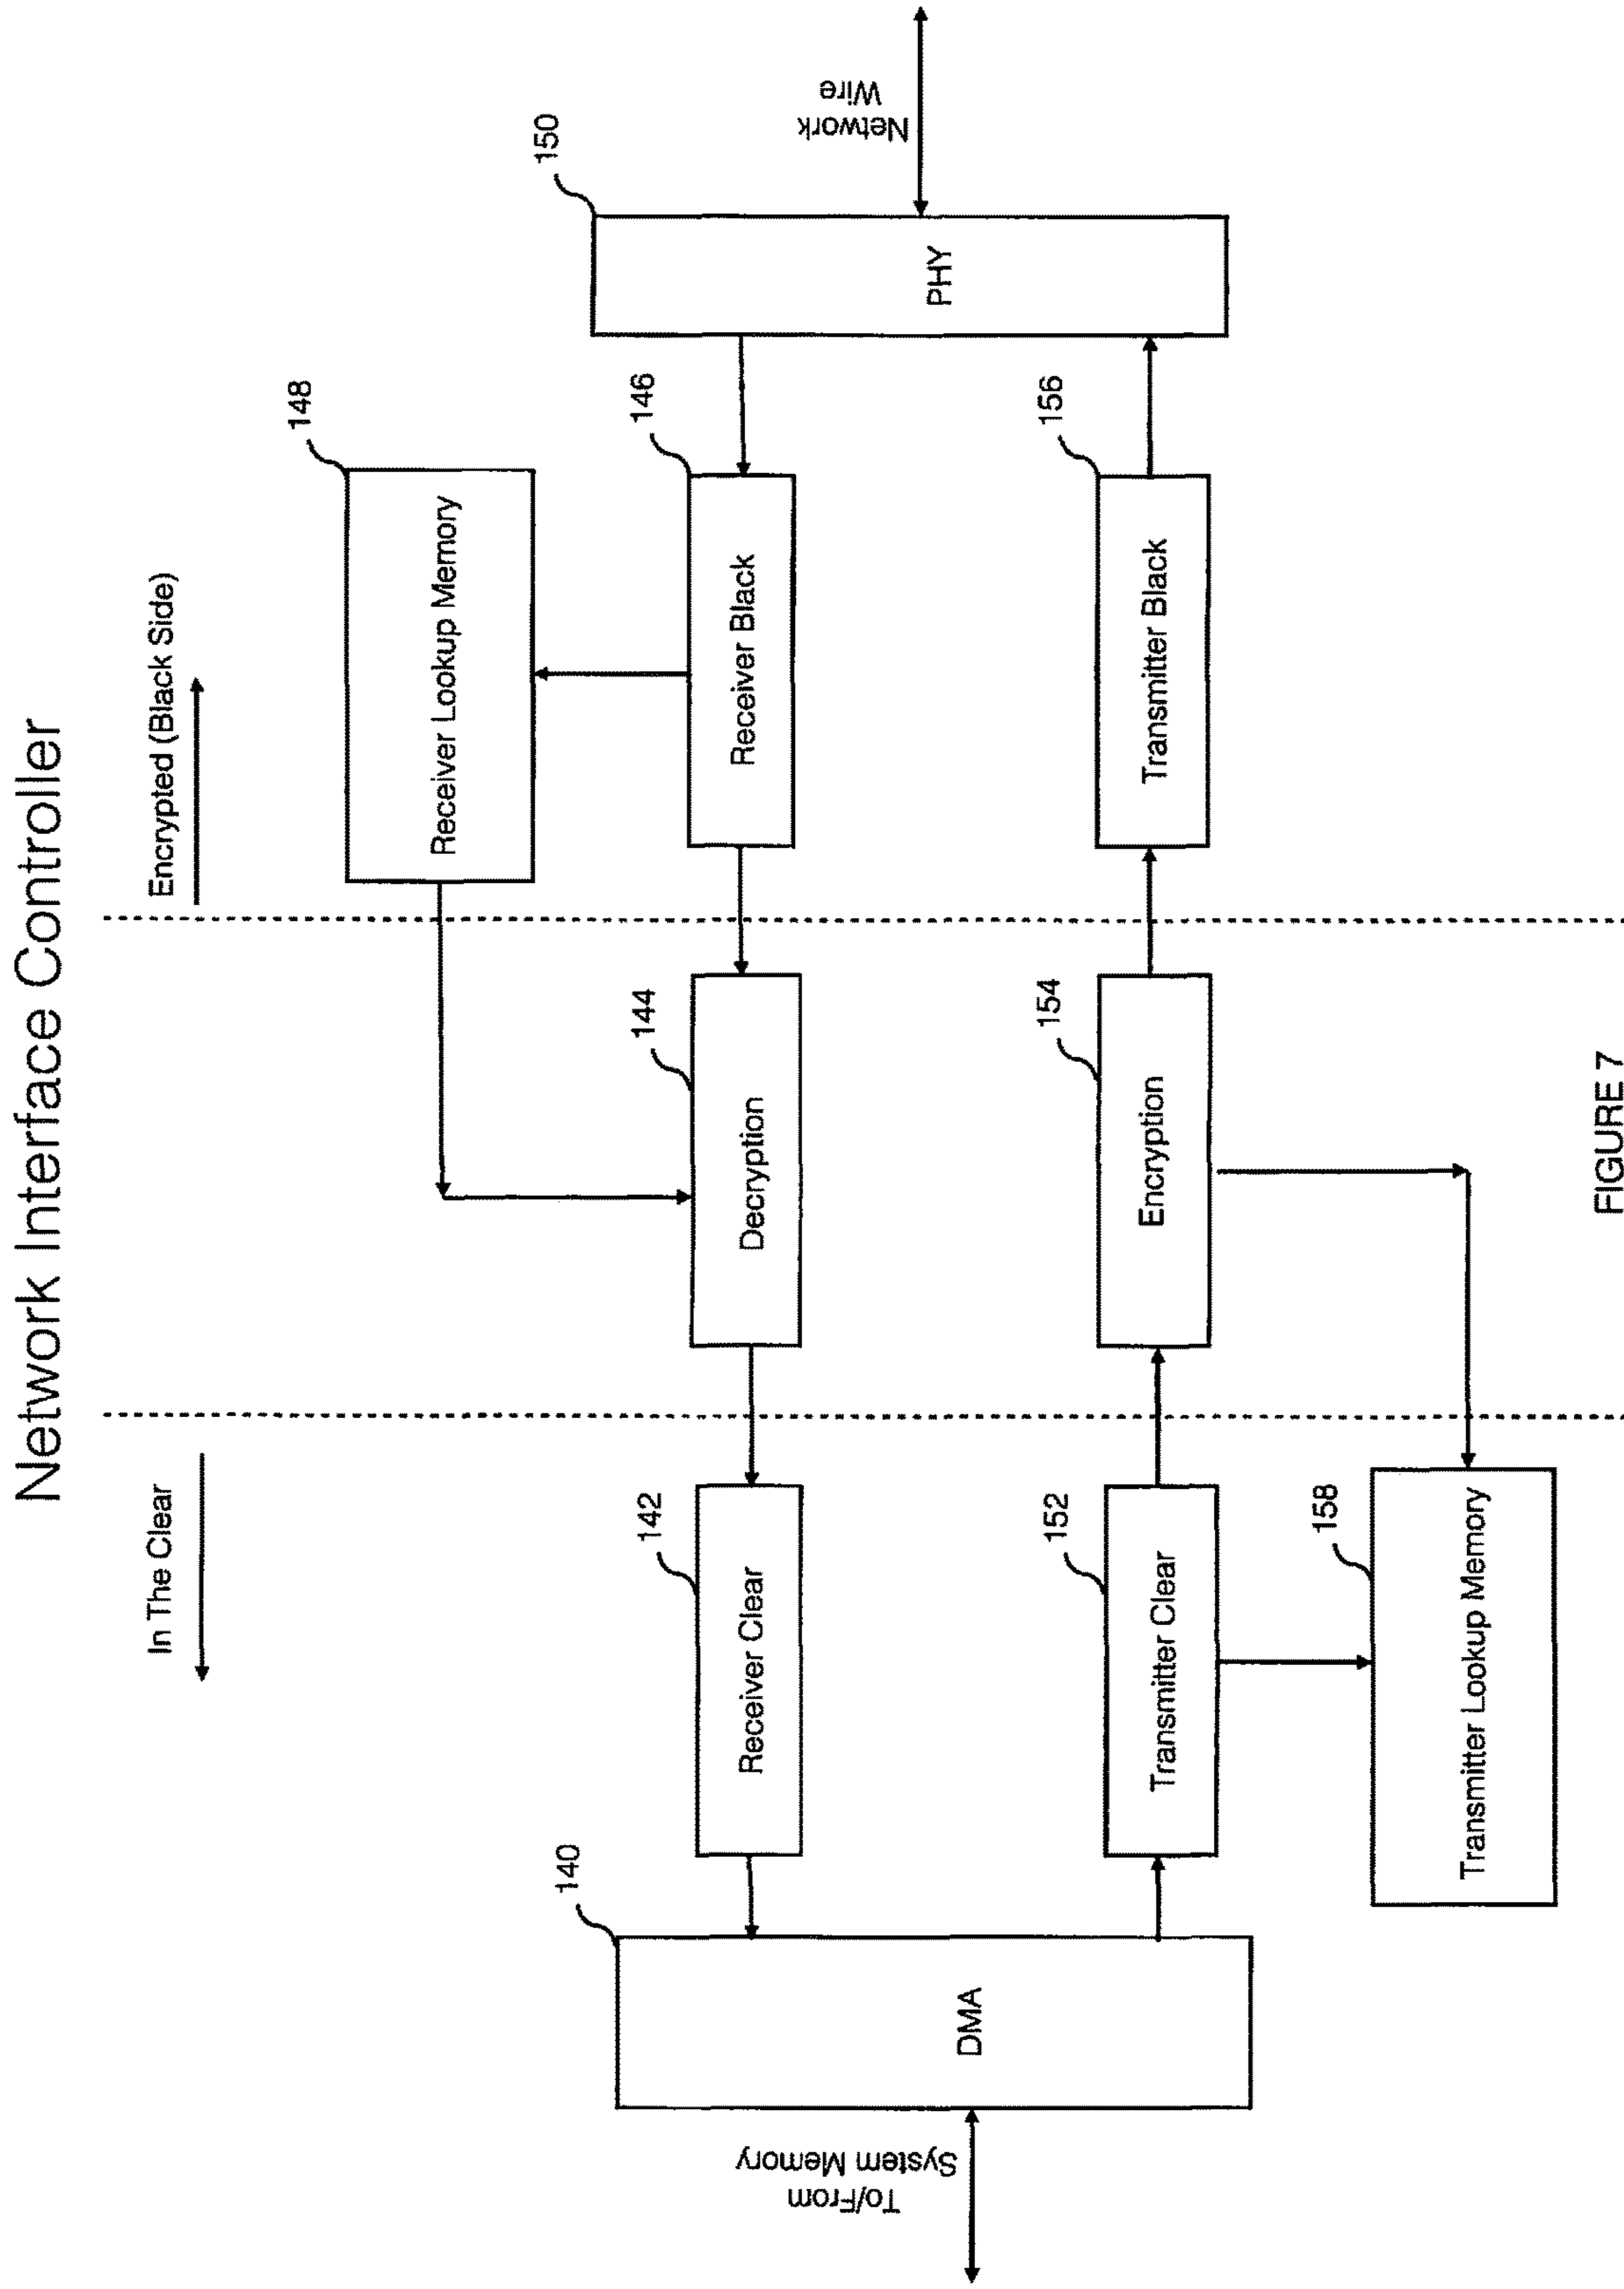 Network Interface Controller
In The Clear
Encrypted (Black Side)
148
Receiver Lookup Memory
140
142
144
146
150
Receiver Clear
Decryption
Receiver Black
To/From
System Memory
DMA
PHY
Network
Wire
152
154
156
Transmitter Clear
Encryption
Transmitter Black
158
Transmitter Lookup Memory
FIGURE 7